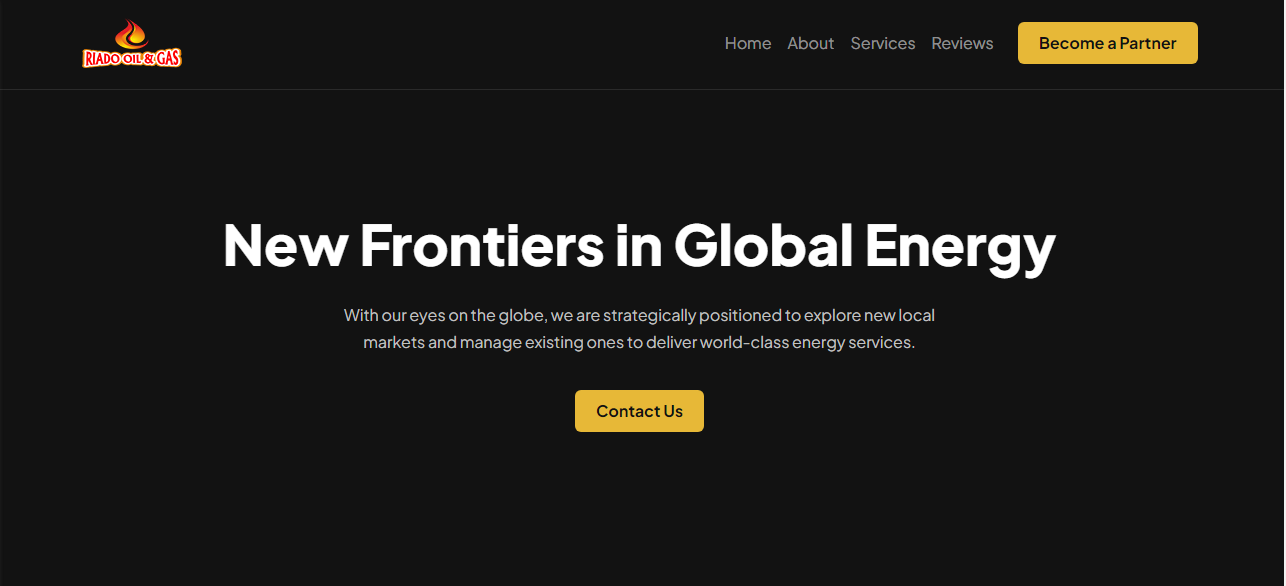 RIADO OIL & GAS
Home About Services Reviews Become a Partner
New Frontiers in Global Energy
With our eyes on the globe, we are strategically positioned to explore new local
markets and manage existing ones to deliver world-class energy services.
Contact Us